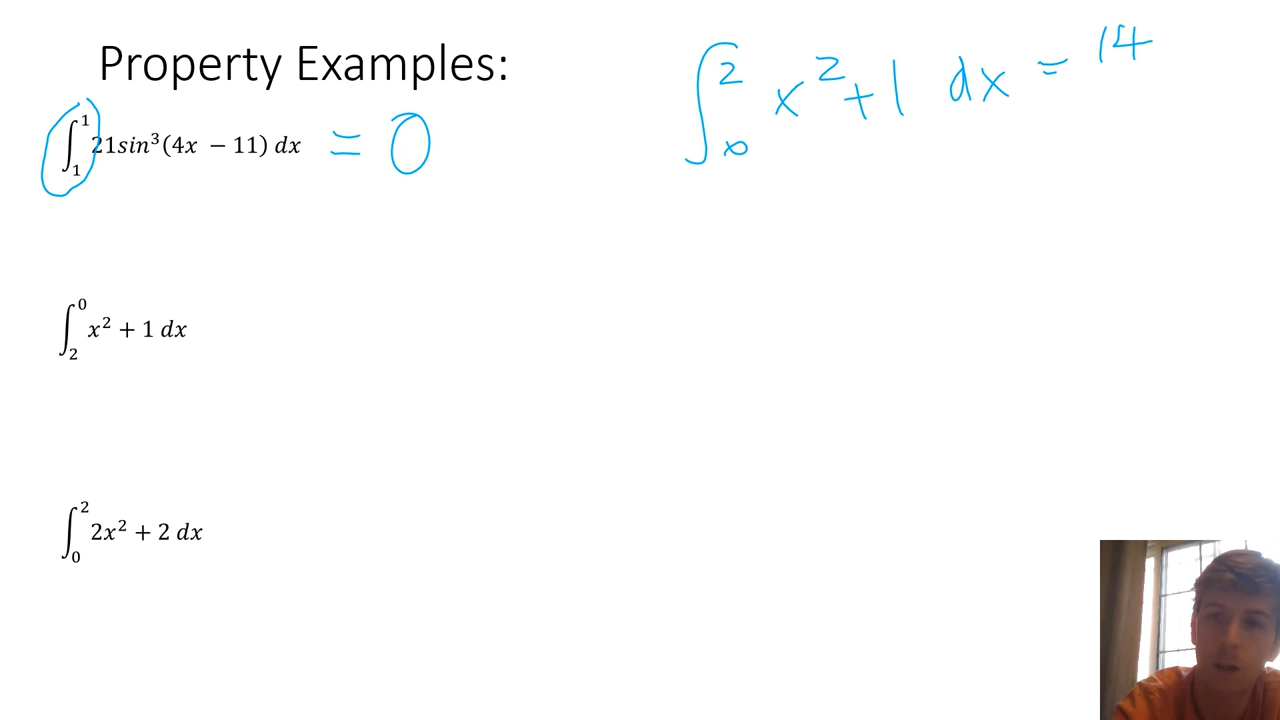 Property Examples:
∫₁¹ 21sin³(4x − 11) dx = 0
∫₀² x² + 1 dx = 14
∫₂⁰ x² + 1 dx
∫₀² 2x² + 2 dx